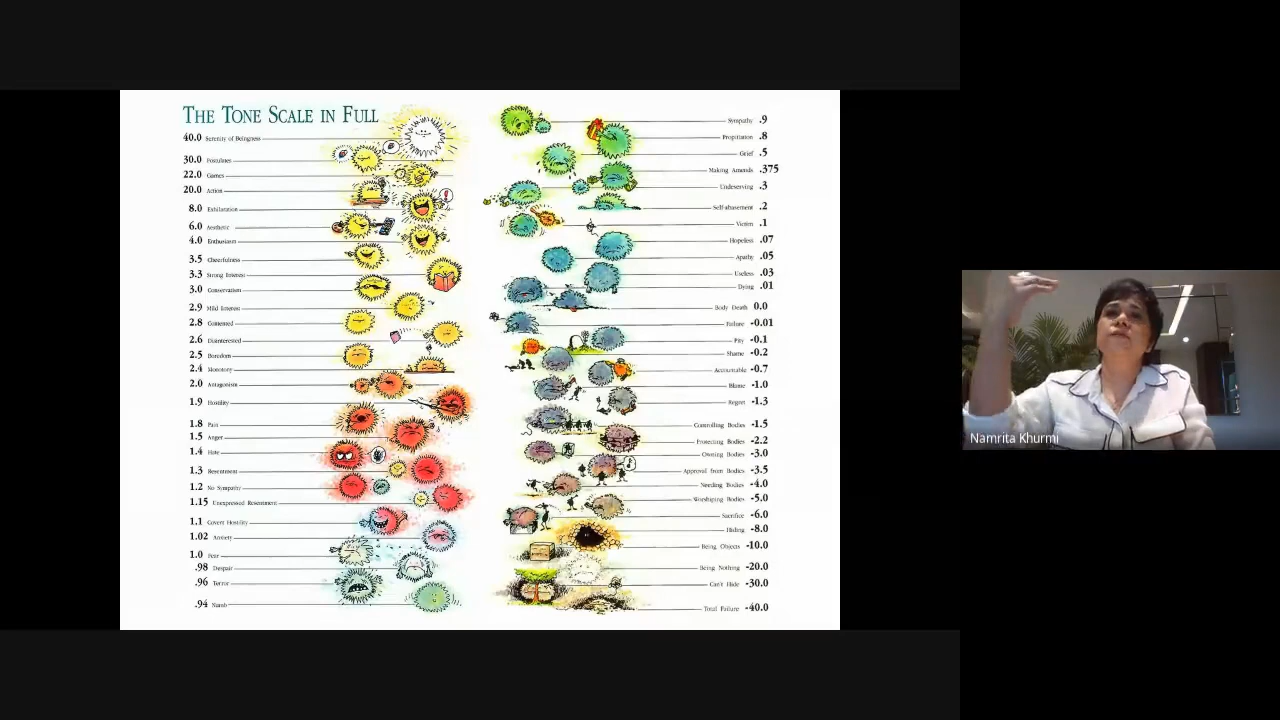 THE TONE SCALE IN FULL
40.0 Serenity of Beingness
30.0 Postulates
22.0 Games
20.0 Action
8.0 Exhilaration
6.0 Aesthetic
4.0 Enthusiasm
3.5 Cheerfulness
3.3 Strong Interest
3.0 Conservatism
2.9 Mild Interest
2.8 Contented
2.6 Disinterested
2.5 Boredom
2.4 Monotony
2.0 Antagonism
1.9 Hostility
1.8 Pain
1.5 Anger
1.4 Hate
1.3 Resentment
1.2 No Sympathy
1.15 Unexpressed Resentment
1.1 Covert Hostility
1.02 Anxiety
1.0 Fear
.98 Despair
.96 Terror
.94 Numb
Sympathy .9
Propitiation .8
Grief .5
Making Amends .375
Undeserving .3
Self-abasement .2
Victim .1
Hopeless .07
Apathy .05
Useless .03
Dying .01
Body Death 0.0
Failure -0.01
Pity -0.1
Shame -0.2
Accountable -0.7
Blame -1.0
Regret -1.3
Controlling Bodies -1.5
Protecting Bodies -2.2
Owning Bodies -3.0
Approval from Bodies -3.5
Needing Bodies -4.0
Worshiping Bodies -5.0
Sacrifice -6.0
Hiding -8.0
Being Objects -10.0
Being Nothing -20.0
Can't Hide -30.0
Total Failure -40.0
Namrita Khurmi